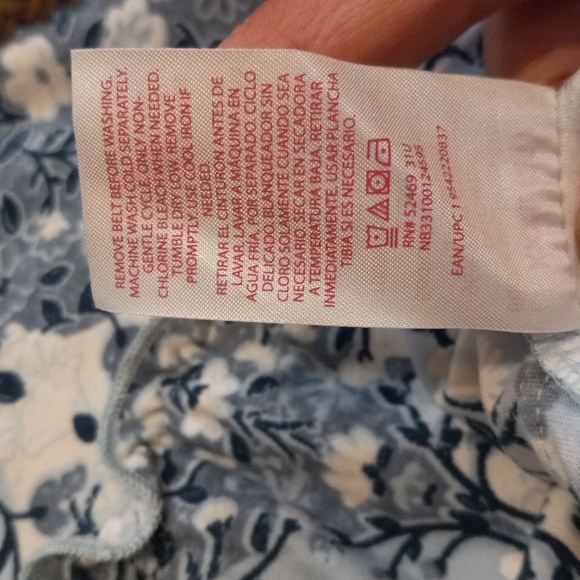 REMOVE BELT BEFORE WASHING.
MACHINE WASH COLD SEPARATELY.
GENTLE CYCLE. ONLY NON-
CHLORINE BLEACH WHEN NEEDED.
TUMBLE DRY LOW. REMOVE
PROMPTLY. USE COOL IRON IF
NEEDED.
RETIRAR EL CINTURON ANTES DE
LAVAR. LAVAR A MAQUINA EN
AGUA FRIA. POR SEPARADO. CICLO
DELICADO. BLANQUEADOR SIN
CLORO SOLAMENTE CUANDO SEA
NECESARIO. SECAR EN SECADORA
A TEMPERATURA BAJA. RETIRAR
INMEDIATAMENTE. USAR PLANCHA
TIBIA SI ES NECESARIO.
RN# 52469 31U
EAN/UPC